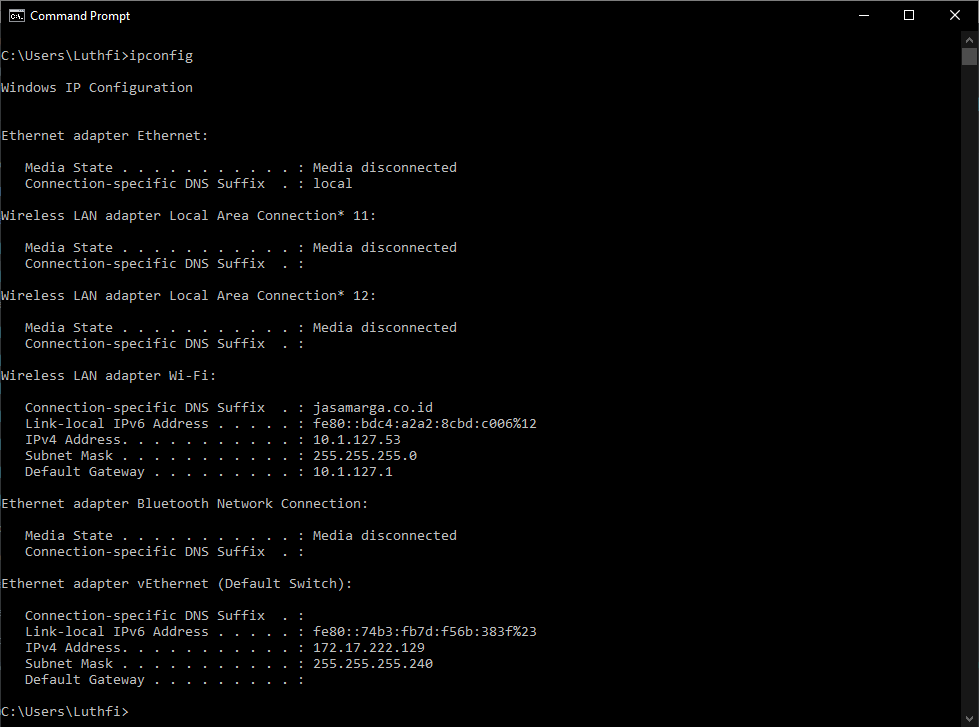 Command Prompt
C:\Users\Luthfi>ipconfig
Windows IP Configuration
Ethernet adapter Ethernet:
   Media State . . . . . . . . . . . : Media disconnected
   Connection-specific DNS Suffix  . : local
Wireless LAN adapter Local Area Connection* 11:
   Media State . . . . . . . . . . . : Media disconnected
   Connection-specific DNS Suffix  . :
Wireless LAN adapter Local Area Connection* 12:
   Media State . . . . . . . . . . . : Media disconnected
   Connection-specific DNS Suffix  . :
Wireless LAN adapter Wi-Fi:
   Connection-specific DNS Suffix  . : jasamarga.co.id
   Link-local IPv6 Address . . . . . : fe80::bdc4:a2a2:8cbd:c006%12
   IPv4 Address. . . . . . . . . . . : 10.1.127.53
   Subnet Mask . . . . . . . . . . . : 255.255.255.0
   Default Gateway . . . . . . . . . : 10.1.127.1
Ethernet adapter Bluetooth Network Connection:
   Media State . . . . . . . . . . . : Media disconnected
   Connection-specific DNS Suffix  . :
Ethernet adapter vEthernet (Default Switch):
   Connection-specific DNS Suffix  . :
   Link-local IPv6 Address . . . . . : fe80::74b3:fb7d:f56b:383f%23
   IPv4 Address. . . . . . . . . . . : 172.17.222.129
   Subnet Mask . . . . . . . . . . . : 255.255.255.240
   Default Gateway . . . . . . . . . :
C:\Users\Luthfi>